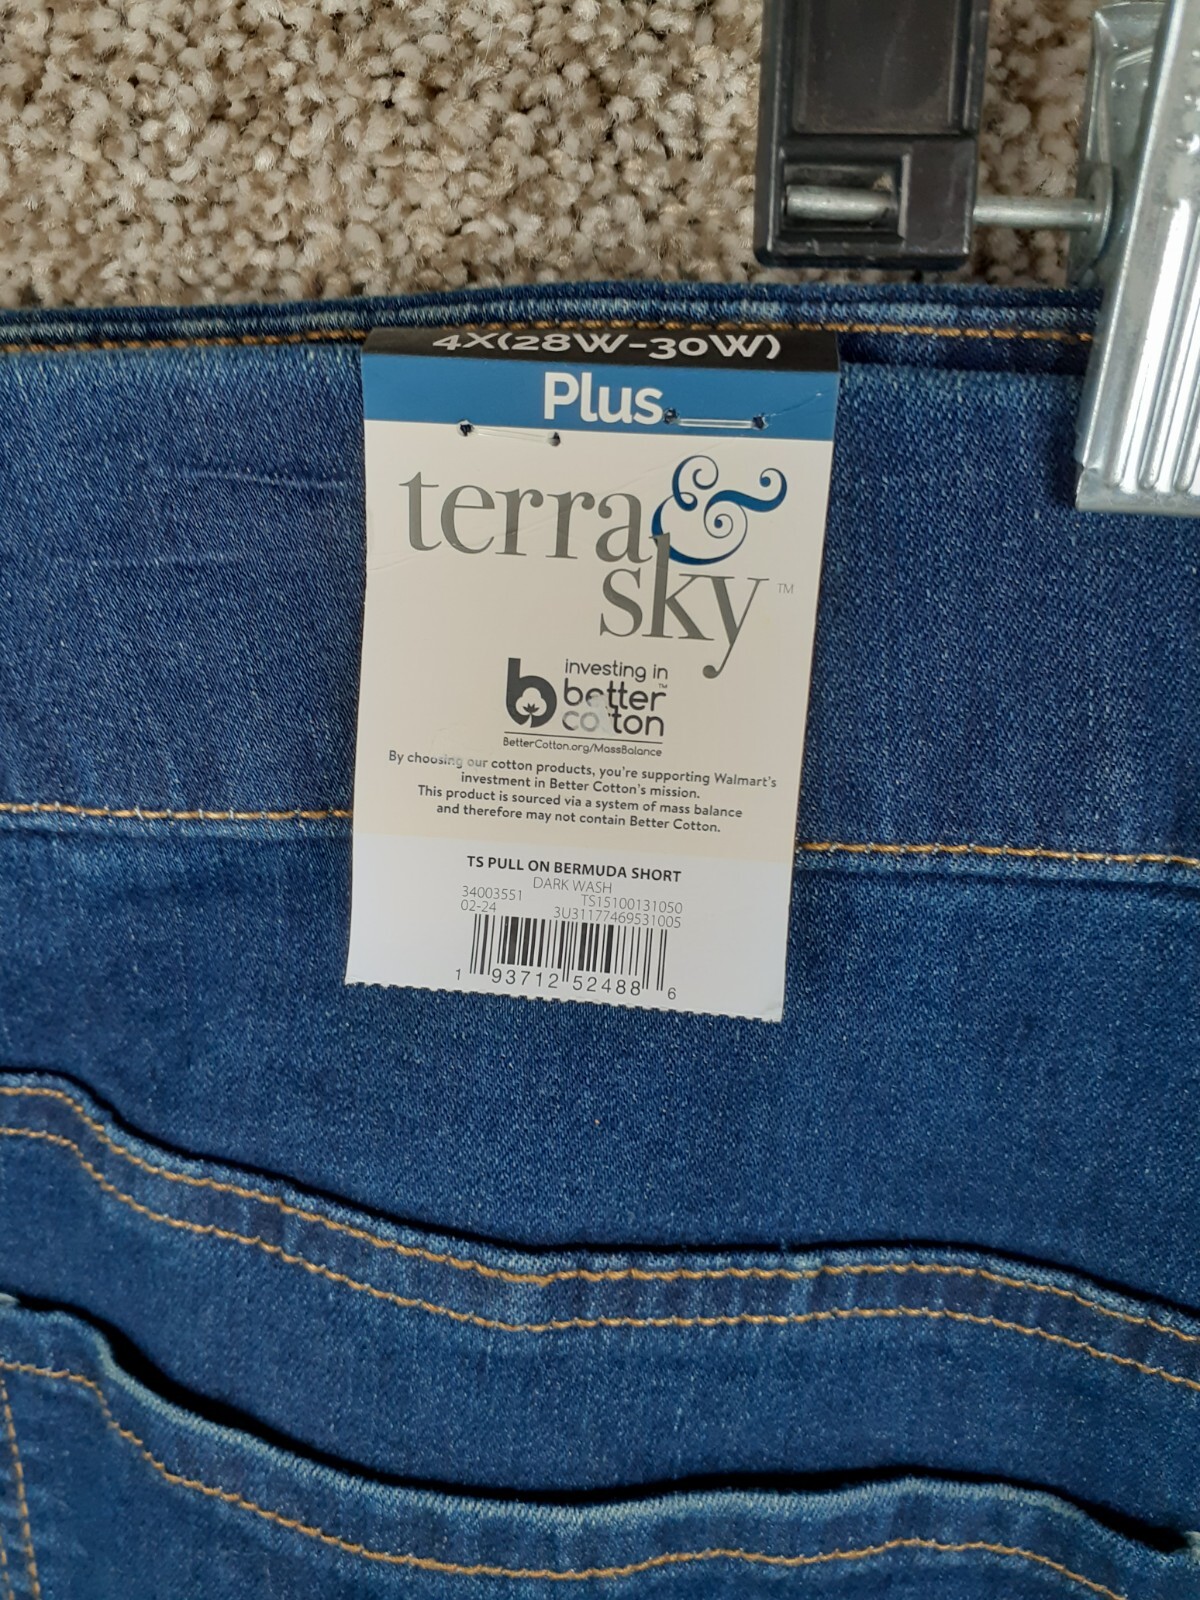 4X(28W-30W)
Plus
terra &
sky™
investing in
better™
cotton
BetterCotton.org/MassBalance
By choosing our cotton products, you're supporting Walmart's
investment in Better Cotton's mission.
This product is sourced via a system of mass balance
and therefore may not contain Better Cotton.
TS PULL ON BERMUDA SHORT
DARK WASH
34003551 TS15100131050
02-24 3U31177469531005
1 93712 52488 6